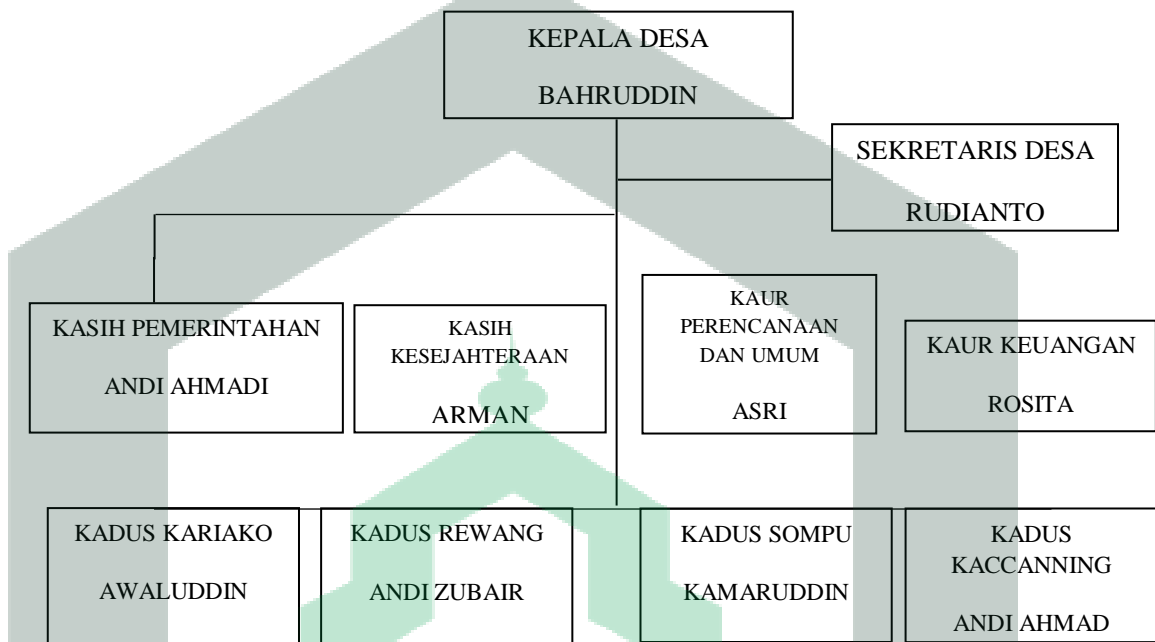 KEPALA DESA
BAHRUDDIN
SEKRETARIS DESA
RUDIANTO
KASIH PEMERINTAHAN
ANDI AHMADI
KASIH
KESEJAHTERAAN
ARMAN
KAUR
PERENCANAAN
DAN UMUM
ASRI
KAUR KEUANGAN
ROSITA
KADUS KARIAKO
AWALUDDIN
KADUS REWANG
ANDI ZUBAIR
KADUS SOMPU
KAMARUDDIN
KADUS
KACCANNING
ANDI AHMAD